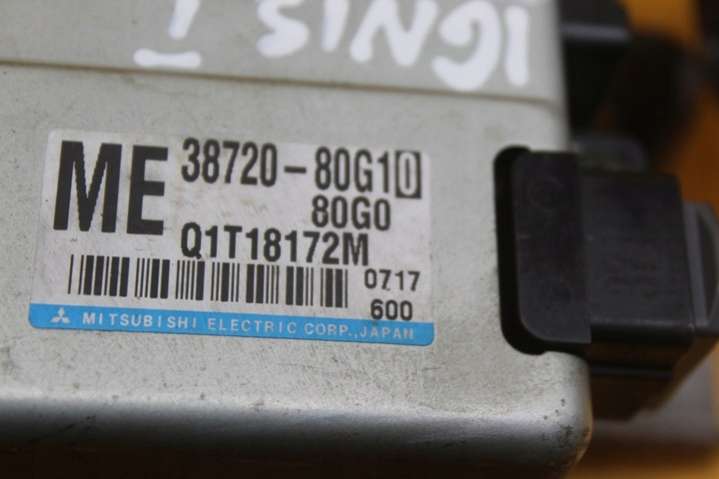 IGNIS I
ME 38720-80G10
80G0
Q1T18172M
0717
600
MITSUBISHI ELECTRIC CORP.,JAPAN